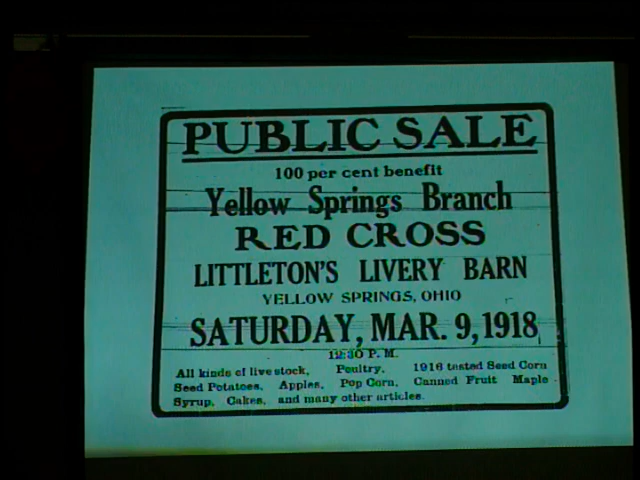 PUBLIC SALE
100 per cent benefit
Yellow Springs Branch
RED CROSS
LITTLETON'S LIVERY BARN
YELLOW SPRINGS, OHIO
SATURDAY, MAR. 9, 1918
12:30 P. M.
All kinds of live stock, Poultry, 1916 tested Seed Corn
Seed Potatoes, Apples, Pop Corn, Canned Fruit Maple
Syrup, Cakes, and many other articles.